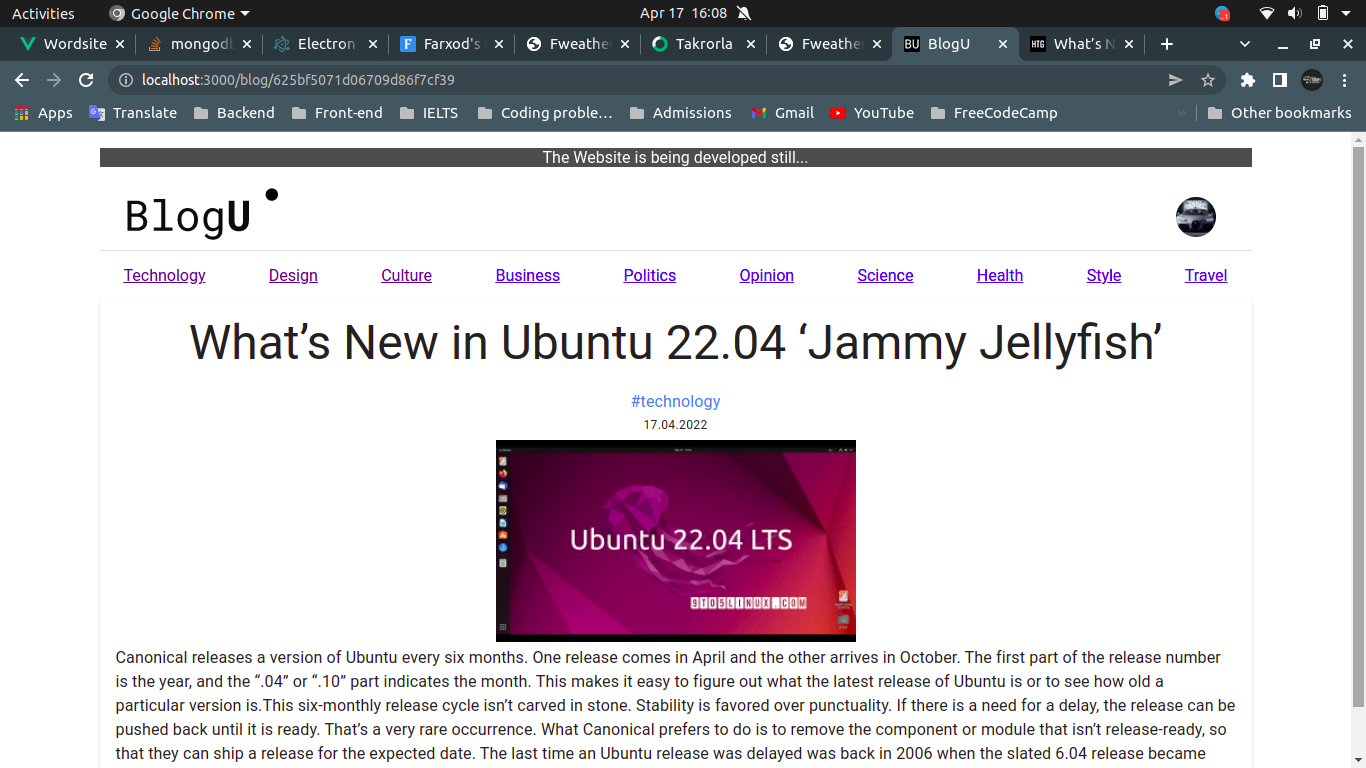 Activities Google Chrome Apr 17 16:08
Wordsite mongodb Electron Farxod's Fweather Takrorla Fweather BlogU What's N
localhost:3000/blog/625bf5071d06709d86f7cf39
Apps Translate Backend Front-end IELTS Coding proble... Admissions Gmail YouTube FreeCodeCamp » Other bookmarks
The Website is being developed still...
BlogU
Technology Design Culture Business Politics Opinion Science Health Style Travel
What’s New in Ubuntu 22.04 ‘Jammy Jellyfish’
#technology
17.04.2022
Ubuntu 22.04 LTS
9TO5LINUX.COM
Canonical releases a version of Ubuntu every six months. One release comes in April and the other arrives in October. The first part of the release number
is the year, and the “.04” or “.10” part indicates the month. This makes it easy to figure out what the latest release of Ubuntu is or to see how old a
particular version is.This six-monthly release cycle isn’t carved in stone. Stability is favored over punctuality. If there is a need for a delay, the release can be
pushed back until it is ready. That’s a very rare occurrence. What Canonical prefers to do is to remove the component or module that isn’t release-ready, so
that they can ship a release for the expected date. The last time an Ubuntu release was delayed was back in 2006 when the slated 6.04 release became